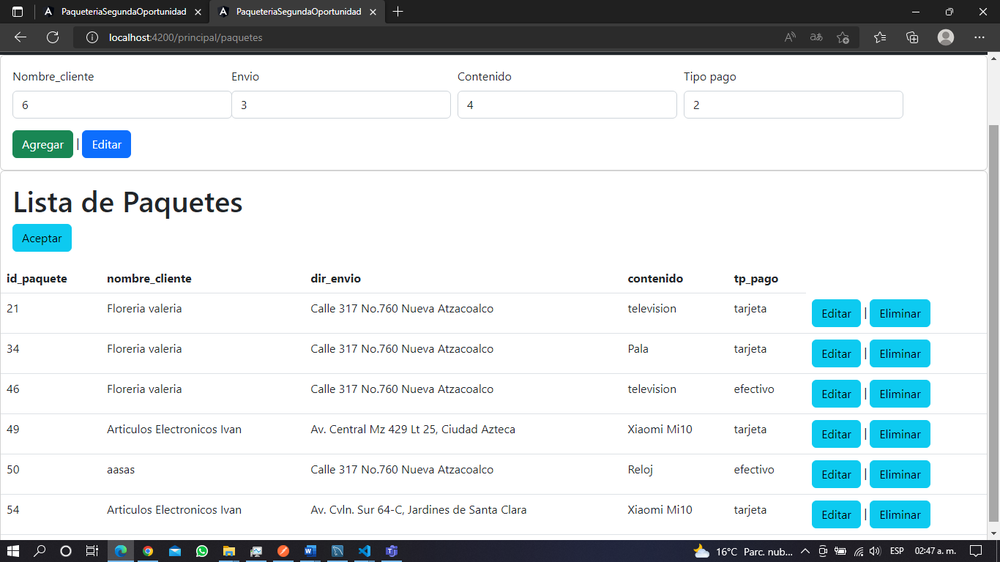 PaqueteriaSegundaOportunidad
PaqueteriaSegundaOportunidad
localhost:4200/principal/paquetes
Nombre_cliente Envio Contenido Tipo pago
6 3 4 2
Agregar | Editar
Lista de Paquetes
Aceptar
id_paquete nombre_cliente dir_envio contenido tp_pago
21 Floreria valeria Calle 317 No.760 Nueva Atzacoalco television tarjeta Editar | Eliminar
34 Floreria valeria Calle 317 No.760 Nueva Atzacoalco Pala tarjeta Editar | Eliminar
46 Floreria valeria Calle 317 No.760 Nueva Atzacoalco television efectivo Editar | Eliminar
49 Articulos Electronicos Ivan Av. Central Mz 429 Lt 25, Ciudad Azteca Xiaomi Mi10 tarjeta Editar | Eliminar
50 aasas Calle 317 No.760 Nueva Atzacoalco Reloj efectivo Editar | Eliminar
54 Articulos Electronicos Ivan Av. Cvln. Sur 64-C, Jardines de Santa Clara Xiaomi Mi10 tarjeta Editar | Eliminar
16°C Parc. nub... ESP 02:47 a. m.